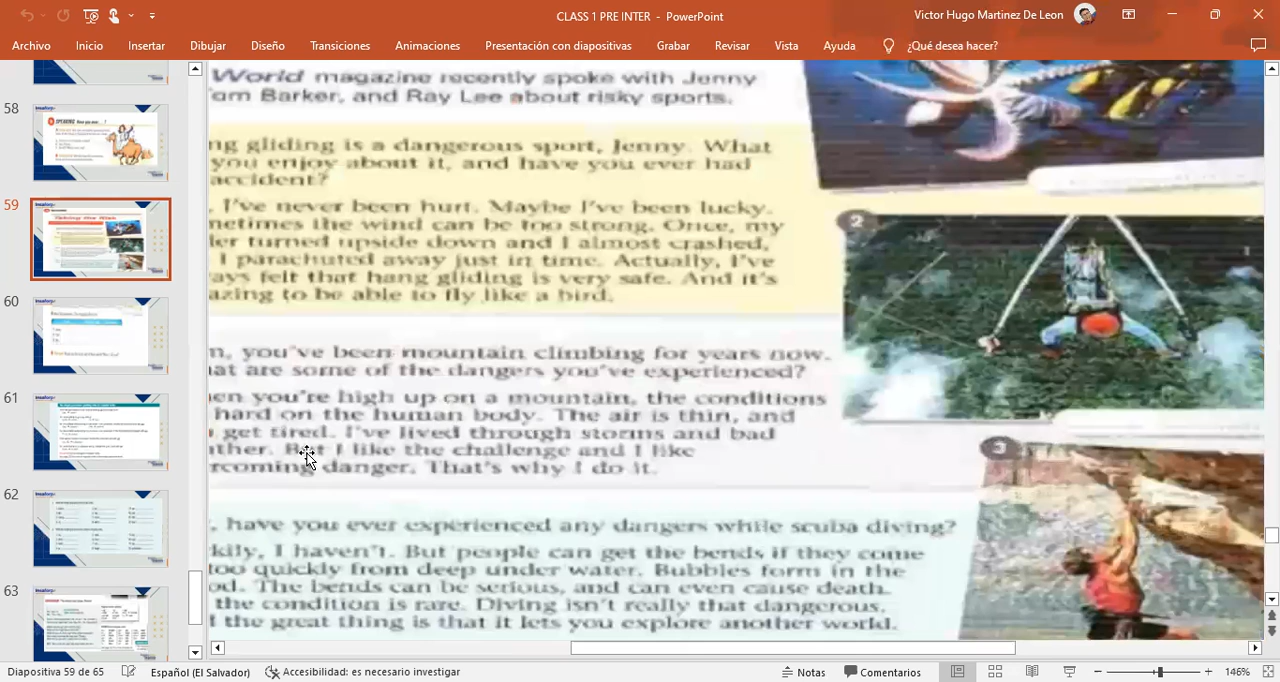 CLASS 1 PRE INTER - PowerPoint
Victor Hugo Martinez De Leon
Archivo Inicio Insertar Dibujar Diseño Transiciones Animaciones Presentación con diapositivas Grabar Revisar Vista Ayuda ¿Qué desea hacer?
58
59
60
61
62
63
World magazine recently spoke with Jenny
om Barker, and Ray Lee about risky sports.
ng gliding is a dangerous sport, Jenny. What
you enjoy about it, and have you ever had
accident?
, I've never been hurt. Maybe I've been lucky.
metimes the wind can be too strong. Once, my
der turned upside down and I almost crashed,
I parachuted away just in time. Actually, I've
ays felt that hang gliding is very safe. And it's
azing to be able to fly like a bird.
2
m, you've been mountain climbing for years now.
hat are some of the dangers you've experienced?
hen you're high up on a mountain, the conditions
hard on the human body. The air is thin, and
get tired. I've lived through storms and bad
ather. But I like the challenge and I like
rcoming danger. That's why I do it.
3
, have you ever experienced any dangers while scuba diving?
kily, I haven't. But people can get the bends if they come
too quickly from deep under water. Bubbles form in the
od. The bends can be serious, and can even cause death.
the condition is rare. Diving isn't really that dangerous.
the great thing is that it lets you explore another world.
Diapositiva 59 de 65 Español (El Salvador) Accesibilidad: es necesario investigar Notas Comentarios 146%